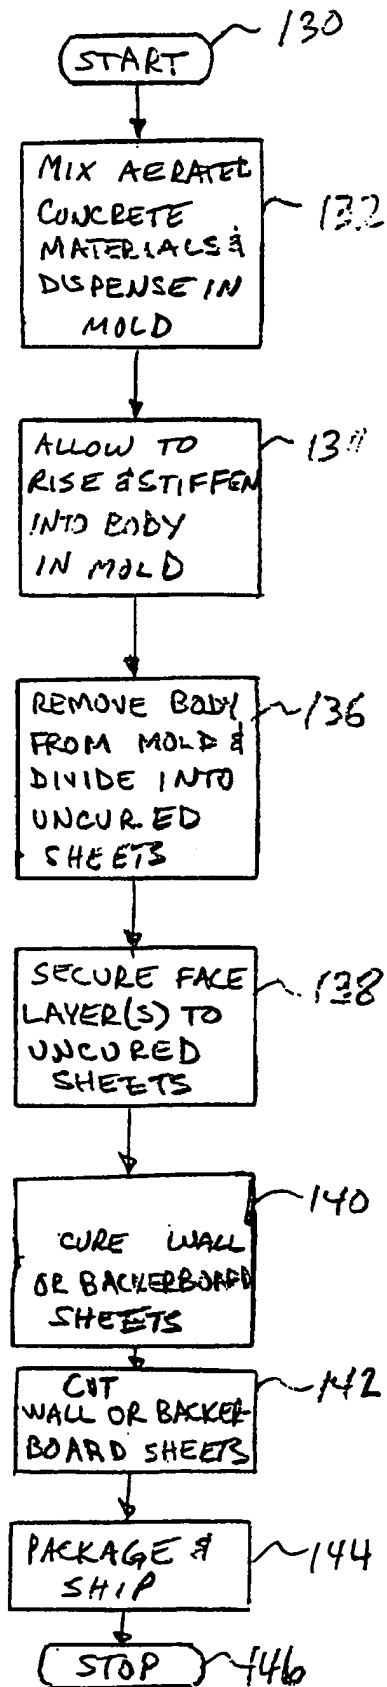 130
START
MIX AERATED
CONCRETE
MATERIALS &
DISPENSE IN
MOLD
132
ALLOW TO
RISE & STIFFEN
INTO BODY
IN MOLD
REMOVE BODY
FROM MOLD &
DIVIDE INTO
UNCURED
SHEETS
136
SECURE FACE
LAYER(S) TO
UNCURED
SHEETS
138
CURE WALL
OR BACKERBOARD
SHEETS
140
CUT
WALL OR BACKER-
BOARD SHEETS
142
PACKAGE &
SHIP
144
STOP
146